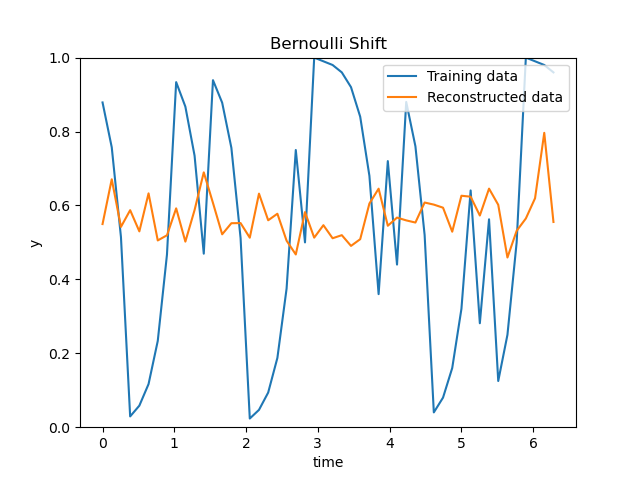 Bernoulli Shift
Training data
Reconstructed data
1.0
0.8
0.6
0.4
0.2
0.0
y
0 1 2 3 4 5 6
time